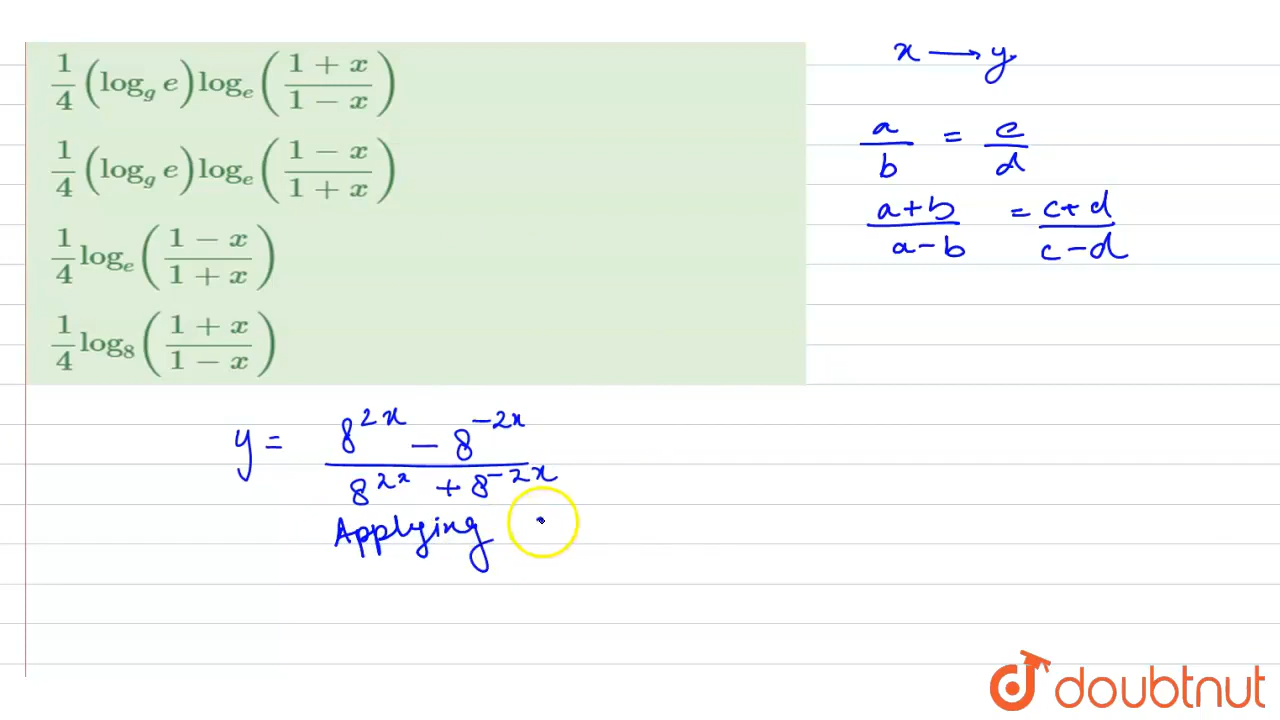 1/4 (log_g e) log_e ((1 + x)/(1 − x))
1/4 (log_g e) log_e ((1 − x)/(1 + x))
1/4 log_e ((1 − x)/(1 + x))
1/4 log_8 ((1 + x)/(1 − x))
x ⟶ y
a/b = c/d
(a+b)/(a−b) = (c+d)/(c−d)
y = (8^{2x} − 8^{−2x})/(8^{2x} + 8^{−2x})
Applying
doubtnut